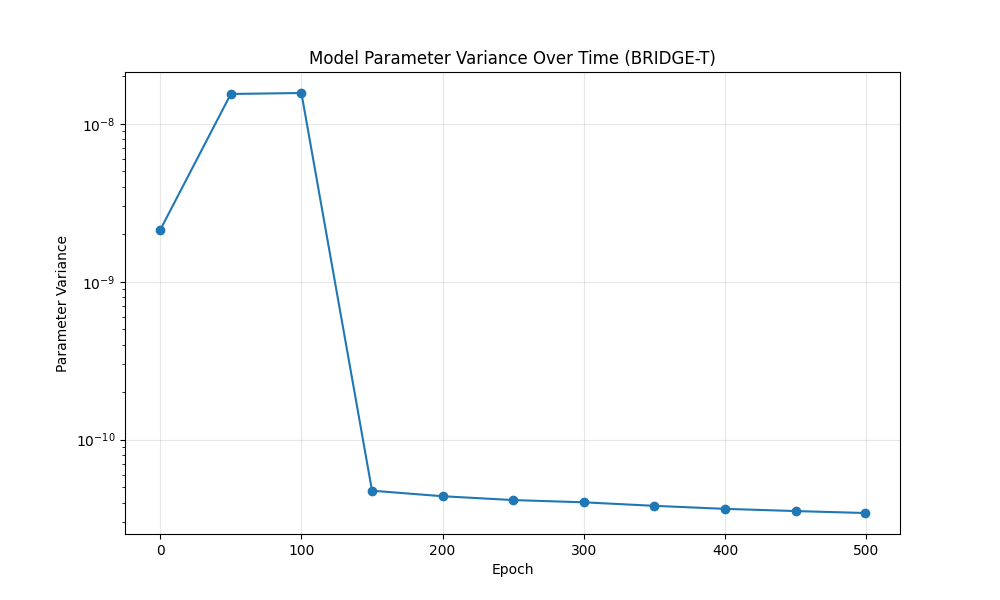 Model Parameter Variance Over Time (BRIDGE-T)
Parameter Variance
10⁻⁸
10⁻⁹
10⁻¹⁰
0 100 200 300 400 500
Epoch